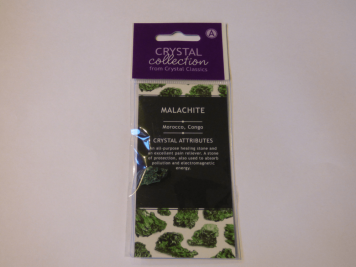 A
CRYSTAL
collection
from Crystal Classics
MALACHITE
Morocco, Congo
CRYSTAL ATTRIBUTES
An all purpose healing stone and
an excellent pain reliever. A stone
of protection, also used to absorb
pollution and electromagnetic
energy.